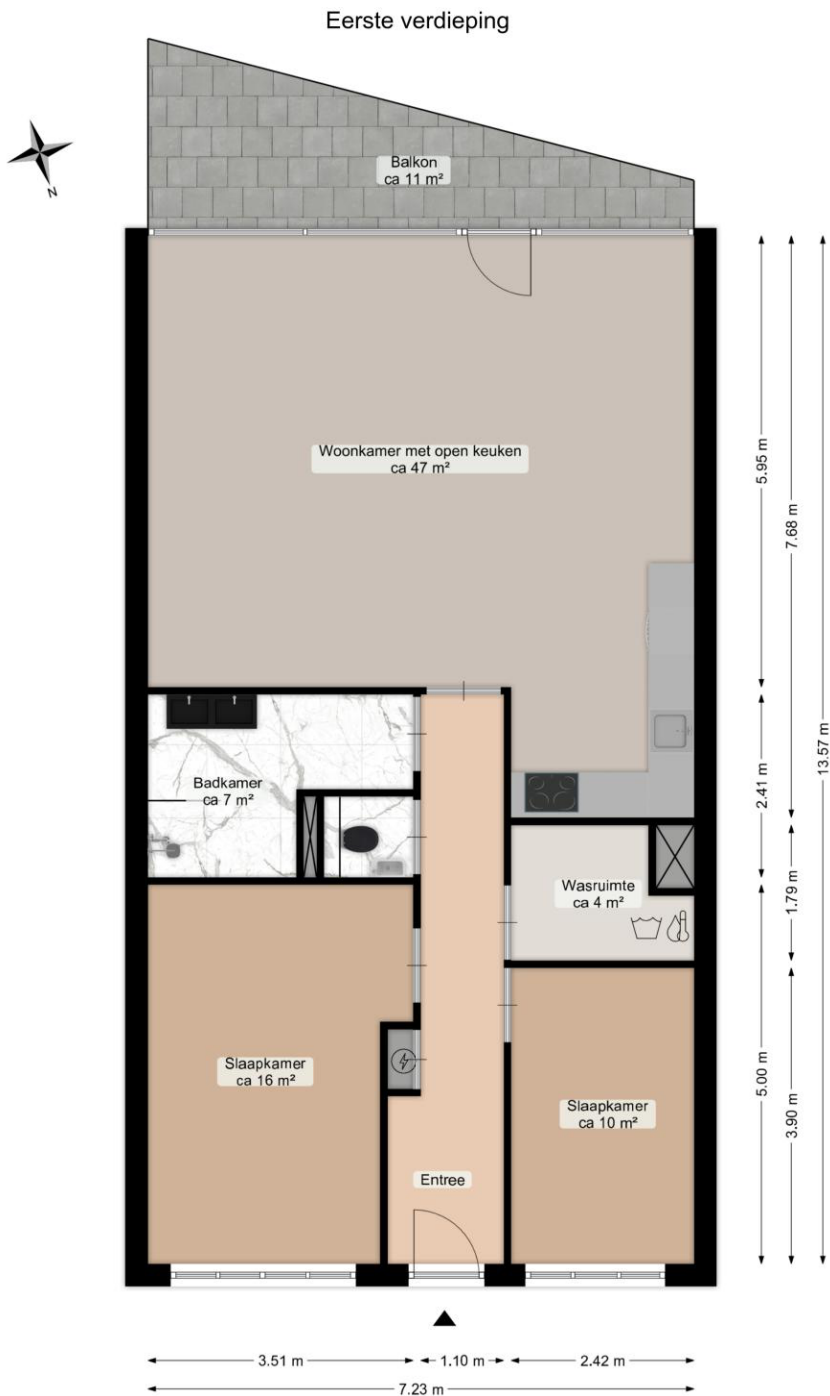 Eerste verdieping
N
Balkon
ca 11 m²
Woonkamer met open keuken
ca 47 m²
5.95 m
7.68 m
13.57 m
Badkamer
ca 7 m²
2.41 m
Wasruimte
ca 4 m²
1.79 m
Slaapkamer
ca 16 m²
5.00 m
3.90 m
Slaapkamer
ca 10 m²
Entree
3.51 m
1.10 m
2.42 m
7.23 m